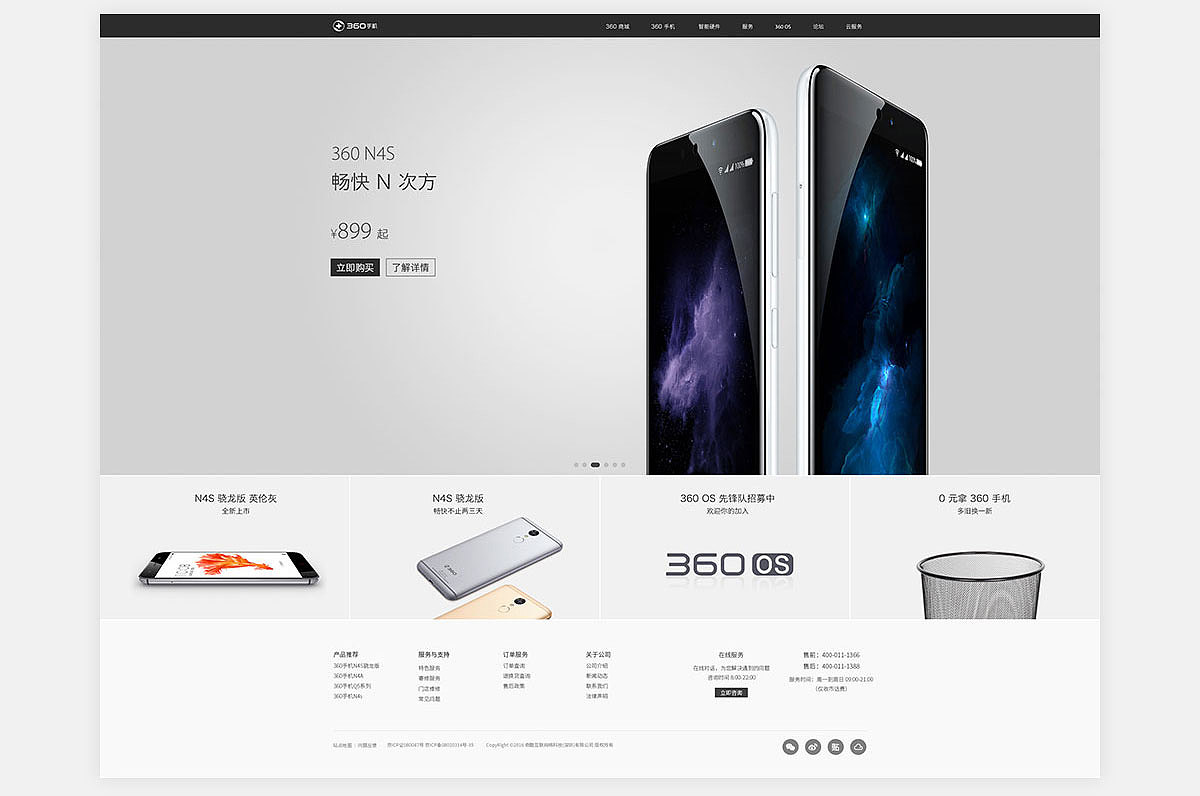 360手机
360 商城
360 手机
智能硬件
服务
360 OS
论坛
云服务
360 N4S
畅快 N 次方
¥899 起
立即购买
了解详情
100%
100%
N4S 骁龙版 英伦灰
全新上市
N4S 骁龙版
畅快不止两三天
360 OS 先锋队招募中
欢迎你的加入
0 元拿 360 手机
多旧换一新
360
360 OS
产品推荐
360手机N4S骁龙版
360手机N4A
360手机Q5系列
360手机N4s
服务与支持
特色服务
寄修服务
门店维修
常见问题
订单服务
订单查询
退换货查询
售后政策
关于公司
公司介绍
新闻动态
联系我们
法律声明
在线服务
在线对话，为您解决遇到的问题
咨询时间 8:00-22:00
立即咨询
售前：400-011-1366
售后：400-011-1388
服务时间：周一到周日 09:00-21:00
（仅收市话费）
站点地图 | 问题反馈